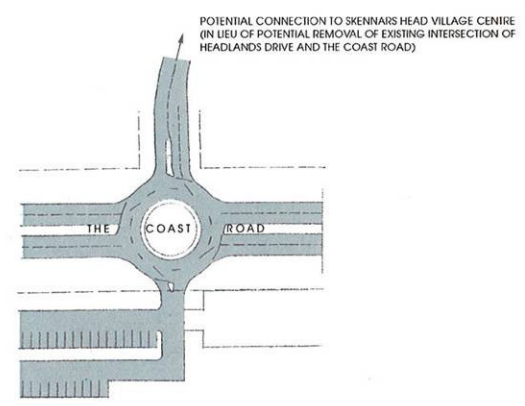 POTENTIAL CONNECTION TO SKENNARS HEAD VILLAGE CENTRE
(IN LIEU OF POTENTIAL REMOVAL OF EXISTING INTERSECTION OF
HEADLANDS DRIVE AND THE COAST ROAD)
THE COAST ROAD